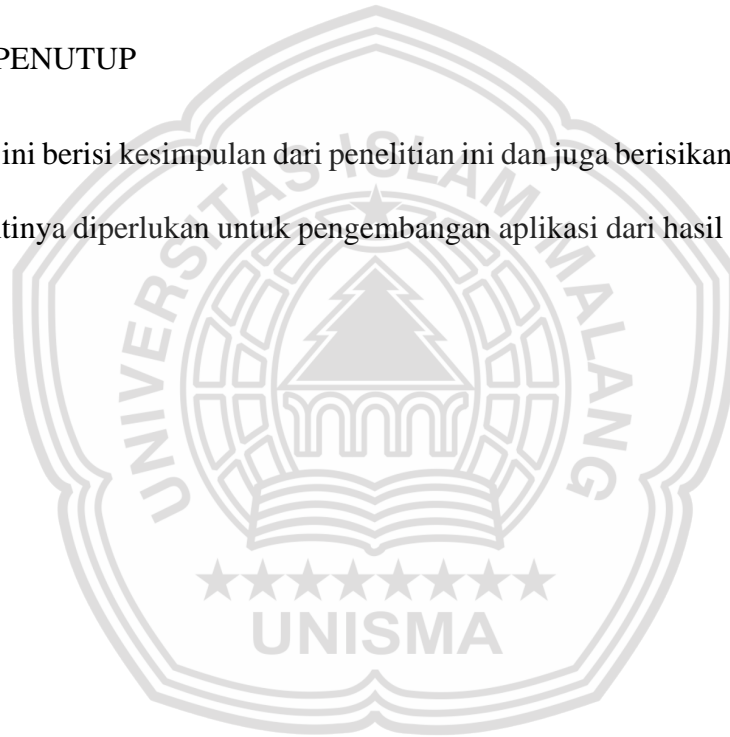 PENUTUP
ini berisi kesimpulan dari penelitian ini dan juga berisikan
tinya diperlukan untuk pengembangan aplikasi dari hasil
UNIVERSITAS ISLAM MALANG
UNISMA